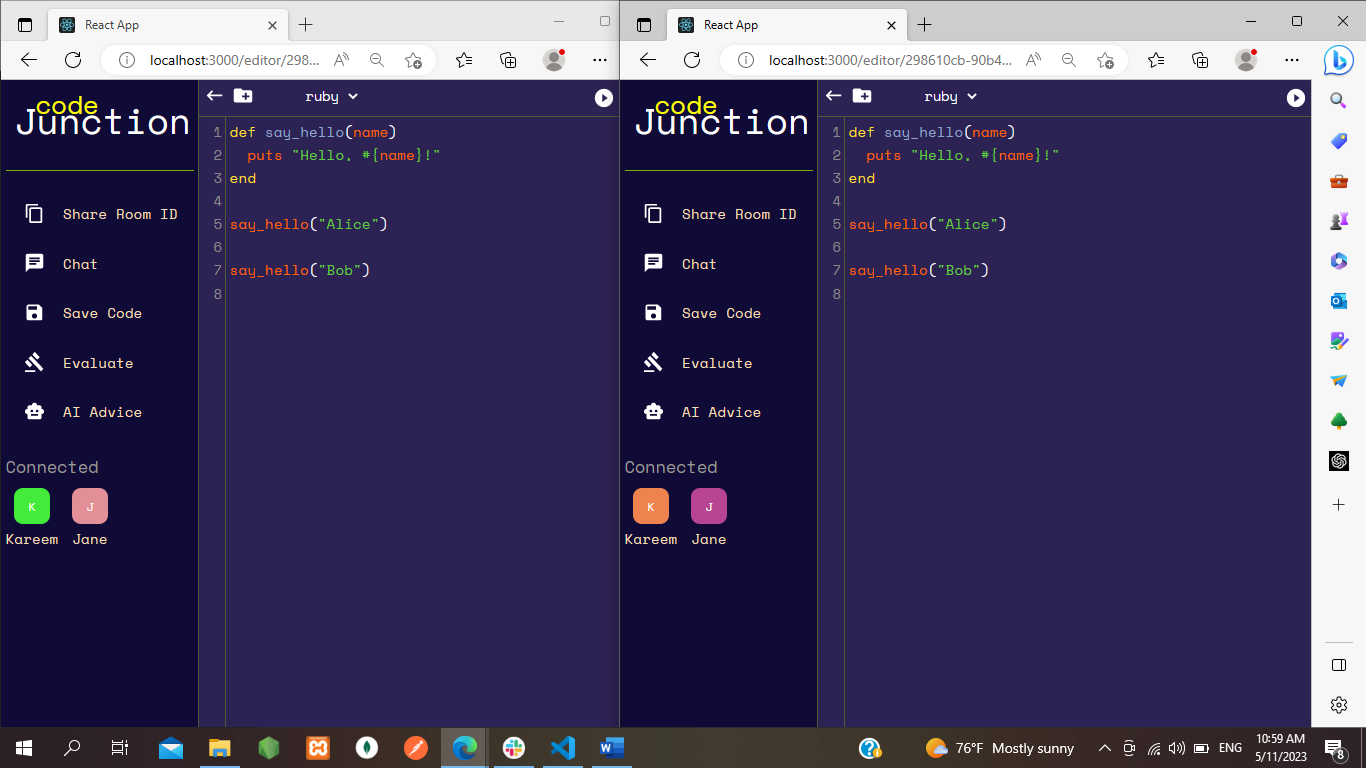 React App
React App
localhost:3000/editor/298...
localhost:3000/editor/298610cb-90b4...
code
Junction
Share Room ID
Chat
Save Code
Evaluate
AI Advice
Connected
K
J
Kareem
Jane
ruby
1 def say_hello(name)
2 puts "Hello, #{name}!"
3 end
4
5 say_hello("Alice")
6
7 say_hello("Bob")
8
code
Junction
Share Room ID
Chat
Save Code
Evaluate
AI Advice
Connected
K
J
Kareem
Jane
ruby
1 def say_hello(name)
2 puts "Hello, #{name}!"
3 end
4
5 say_hello("Alice")
6
7 say_hello("Bob")
8
76°F Mostly sunny
ENG
10:59 AM
5/11/2023
8